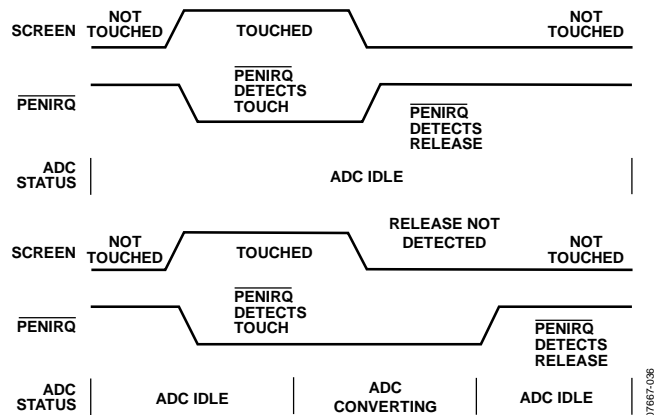 SCREEN
NOT
TOUCHED
TOUCHED
NOT
TOUCHED
PENIRQ
PENIRQ
DETECTS
TOUCH
PENIRQ
DETECTS
RELEASE
ADC
STATUS
ADC IDLE
SCREEN
NOT
TOUCHED
TOUCHED
RELEASE NOT
DETECTED
NOT
TOUCHED
PENIRQ
PENIRQ
DETECTS
TOUCH
PENIRQ
DETECTS
RELEASE
ADC
STATUS
ADC IDLE
ADC
CONVERTING
ADC IDLE
07667-036